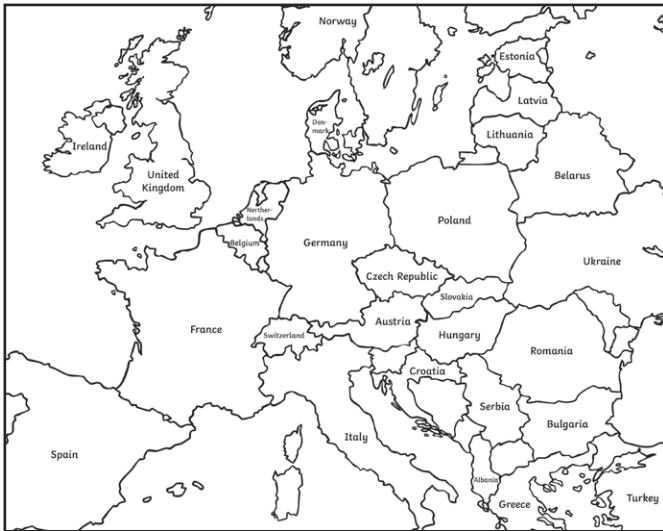 Norway
Estonia
Latvia
Den-
mark
Lithuania
Ireland
United
Kingdom
Belarus
Nerther-
lands
Poland
Belgium
Germany
Ukraine
Czech Republic
Slovakia
Austria
France
Switzerland
Hungary
Romania
Croatia
Serbia
Bulgaria
Italy
Spain
Albania
Turkey
Greece